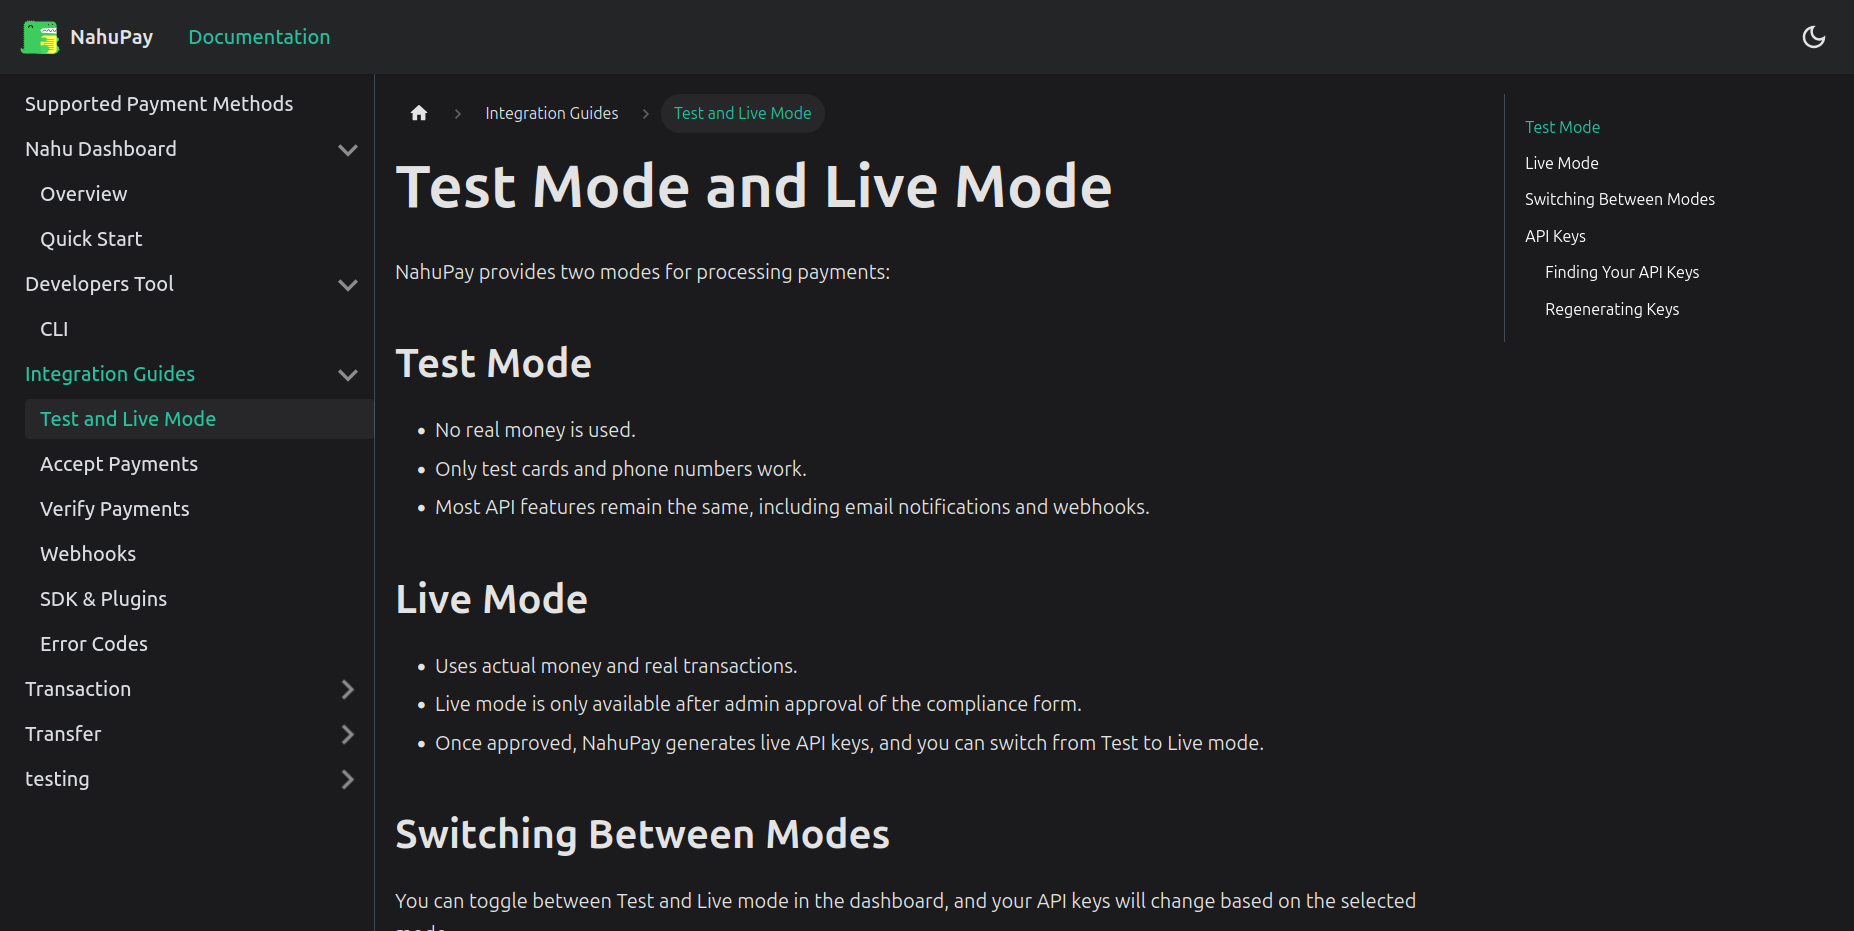 NahuPay
Documentation
Supported Payment Methods
Nahu Dashboard
Overview
Quick Start
Developers Tool
CLI
Integration Guides
Test and Live Mode
Accept Payments
Verify Payments
Webhooks
SDK & Plugins
Error Codes
Transaction
Transfer
testing
Integration Guides
Test and Live Mode
Test Mode and Live Mode
NahuPay provides two modes for processing payments:
Test Mode
No real money is used.
Only test cards and phone numbers work.
Most API features remain the same, including email notifications and webhooks.
Live Mode
Uses actual money and real transactions.
Live mode is only available after admin approval of the compliance form.
Once approved, NahuPay generates live API keys, and you can switch from Test to Live mode.
Switching Between Modes
You can toggle between Test and Live mode in the dashboard, and your API keys will change based on the selected
Test Mode
Live Mode
Switching Between Modes
API Keys
Finding Your API Keys
Regenerating Keys